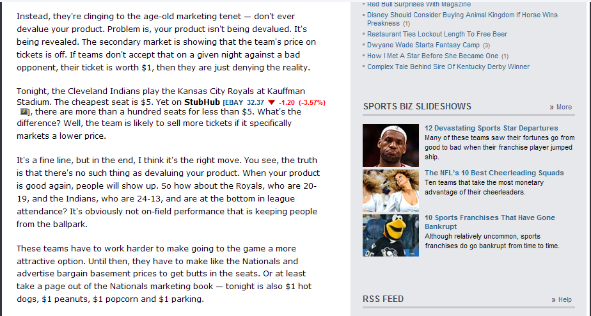 Instead, they're clinging to the age-old marketing tenet — don't ever
devalue your product. Problem is, your product isn't being devalued. It's
being revealed. The secondary market is showing that the team's price on
tickets is off. If teams don't accept that on a given night against a bad
opponent, their ticket is worth $1, then they are just denying the reality.
Tonight, the Cleveland Indians play the Kansas City Royals at Kauffman
Stadium. The cheapest seat is $5. Yet on StubHub [EBAY 32.37 ▼ -1.20 (-3.57%)
], there are more than a hundred seats for less than $5. What's the
difference? Well, the team is likely to sell more tickets if it specifically
markets a lower price.
It's a fine line, but in the end, I think it's the right move. You see, the truth
is that there's no such thing as devaluing your product. When your product
is good again, people will show up. So how about the Royals, who are 20-
19, and the Indians, who are 24-13, and are at the bottom in league
attendance? It's obviously not on-field performance that is keeping people
from the ballpark.
These teams have to work harder to make going to the game a more
attractive option. Until then, they have to make like the Nationals and
advertise bargain basement prices to get butts in the seats. Or at least
take a page out of the Nationals marketing book — tonight is also $1 hot
dogs, $1 peanuts, $1 popcorn and $1 parking.
Red Bull Surprises With Magazine
Disney Should Consider Buying Animal Kingdom If Horse Wins
Preakness (1)
Restaurant Ties Lockout Length To Free Beer
Dwyane Wade Starts Fantasy Camp (3)
How I Met A Star Before She Became One (1)
Complex Tale Behind Sire Of Kentucky Derby Winner
SPORTS BIZ SLIDESHOWS » More
12 Devastating Sports Star Departures
Many of these teams saw their fortunes go from
good to bad when their franchise player jumped
ship.
The NFL's 10 Best Cheerleading Squads
Ten teams that take the most monetary
advantage of their cheerleaders.
10 Sports Franchises That Have Gone
Bankrupt
Although relatively uncommon, sports
franchises do go bankrupt from time to time.
RSS FEED » Help